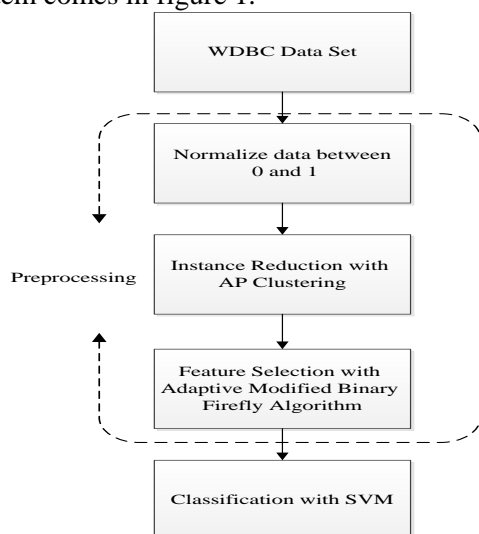 tem comes in figure 1.
WDBC Data Set
Normalize data between
0 and 1
Instance Reduction with
AP Clustering
Preprocessing
Feature Selection with
Adaptive Modified Binary
Firefly Algorithm
Classification with SVM